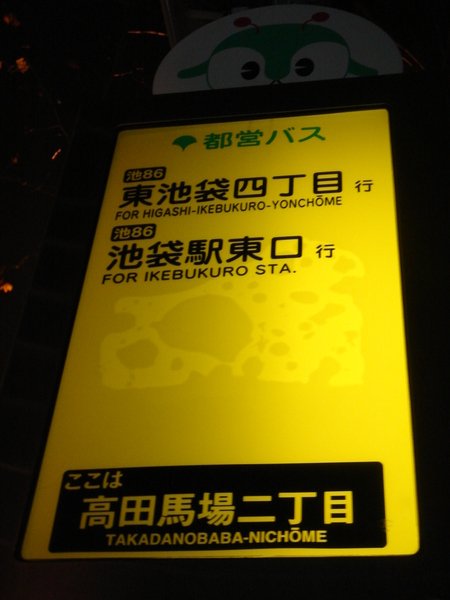 都営バス
池86
東池袋四丁目 行
FOR HIGASHI-IKEBUKURO-YONCHŌME
池86
池袋駅東口 行
FOR IKEBUKURO STA.
ここは
高田馬場二丁目
TAKADANOBABA-NICHŌME